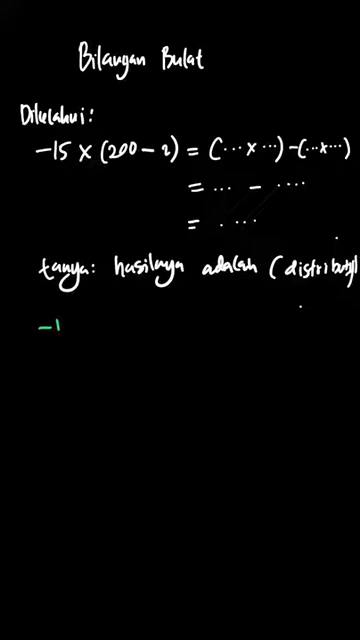 Bilangan Bulat
Diketahui:
-15 × (200 - 2) = (... × ...) - (... × ...)
= ... - ....
= . ...
tanya: hasilnya adalah (distributif
-1